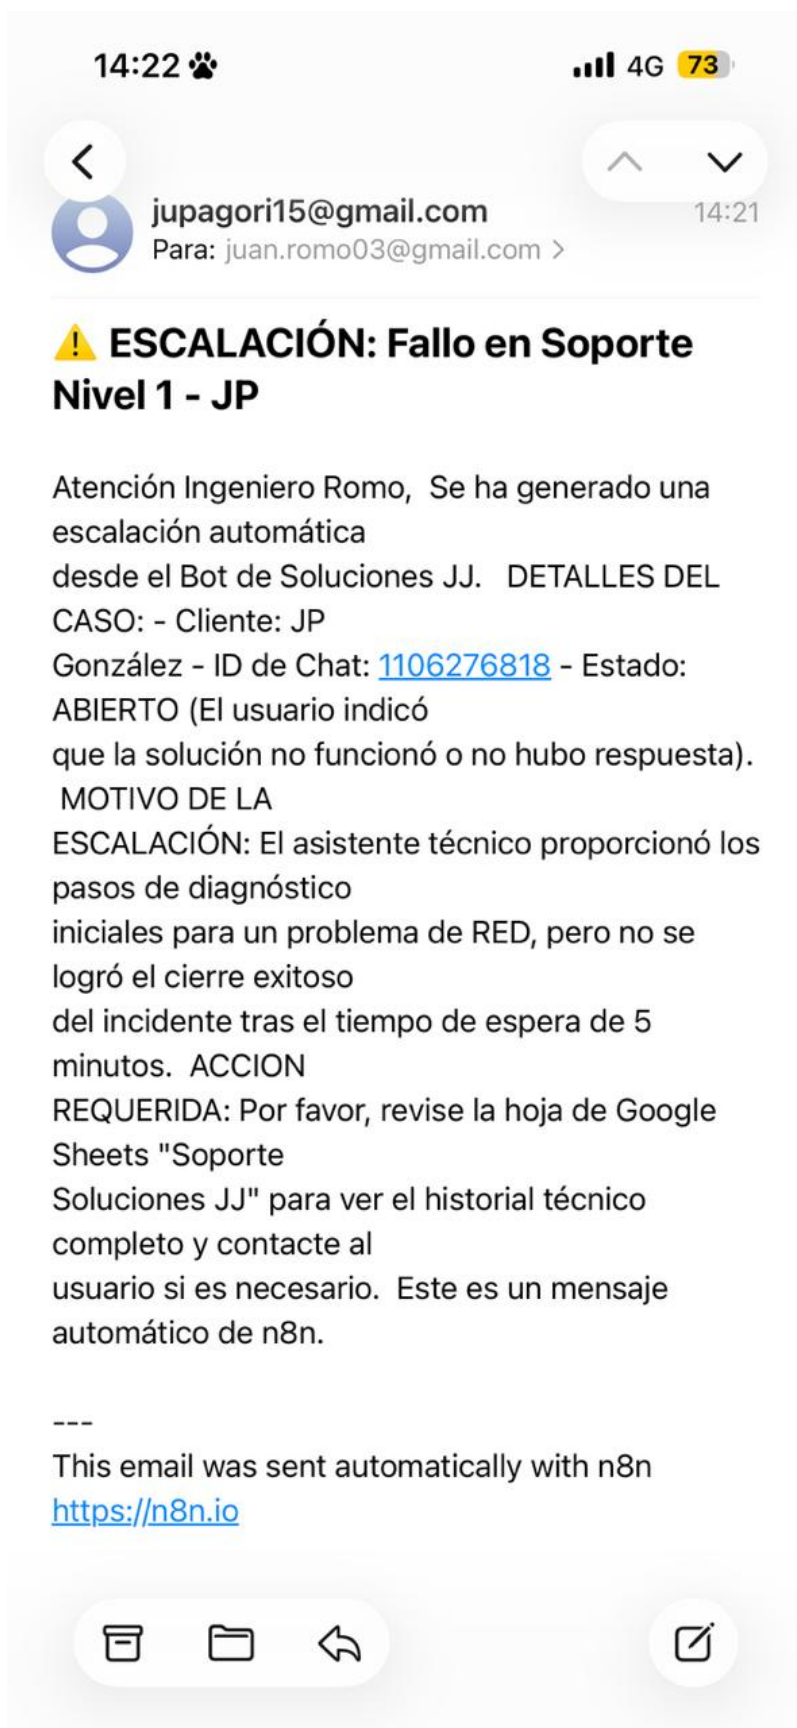 14:22
4G 73
jupagori15@gmail.com
14:21
Para: juan.romo03@gmail.com >
⚠️ ESCALACIÓN: Fallo en Soporte
Nivel 1 - JP
Atención Ingeniero Romo,  Se ha generado una
escalación automática
desde el Bot de Soluciones JJ.   DETALLES DEL
CASO: - Cliente: JP
González - ID de Chat: 1106276818 - Estado:
ABIERTO (El usuario indicó
que la solución no funcionó o no hubo respuesta).
MOTIVO DE LA
ESCALACIÓN: El asistente técnico proporcionó los
pasos de diagnóstico
iniciales para un problema de RED, pero no se
logró el cierre exitoso
del incidente tras el tiempo de espera de 5
minutos.  ACCION
REQUERIDA: Por favor, revise la hoja de Google
Sheets "Soporte
Soluciones JJ" para ver el historial técnico
completo y contacte al
usuario si es necesario.  Este es un mensaje
automático de n8n.
---
This email was sent automatically with n8n
https://n8n.io